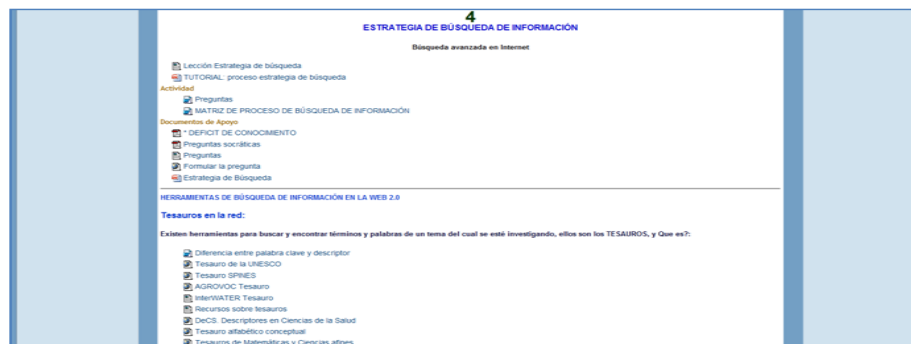 4
ESTRATEGIA DE BÚSQUEDA DE INFORMACIÓN
Búsqueda avanzada en Internet
Lección Estrategia de búsqueda
TUTORIAL: proceso estrategia de búsqueda
Actividad
Preguntas
MATRIZ DE PROCESO DE BÚSQUEDA DE INFORMACIÓN
Documentos de Apoyo
* DEFICIT DE CONOCIMIENTO
Preguntas socráticas
Preguntas
Formular la pregunta
Estrategia de Búsqueda
HERRAMIENTAS DE BÚSQUEDA DE INFORMACIÓN EN LA WEB 2.0
Tesauros en la red:
Existen herramientas para buscar y encontrar términos y palabras de un tema del cual se esté investigando, ellos son los TESAUROS, y Que es?:
Diferencia entre palabra clave y descriptor
Tesauro de la UNESCO
Tesauro SPINES
AGROVOC Tesauro
InterWATER Tesauro
Recursos sobre tesauros
DeCS. Descriptores en Ciencias de la Salud
Tesauro alfabético conceptual
Tesauros de Matemáticas y Ciencias afines